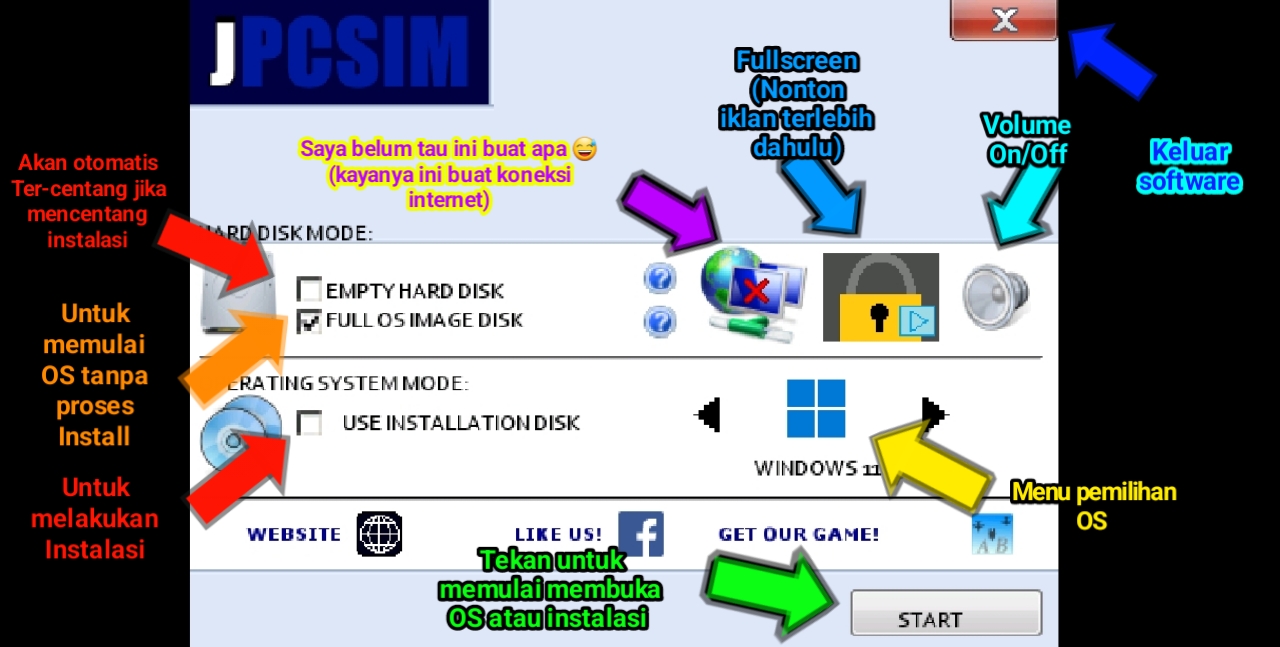 JPCSIM
X
Fullscreen
(Nonton
iklan terlebih
dahulu)
Volume
On/Off
Keluar
software
Saya belum tau ini buat apa 😅
(kayanya ini buat koneksi
internet)
Akan otomatis
Ter-centang jika
mencentang
instalasi
HARD DISK MODE:
EMPTY HARD DISK
FULL OS IMAGE DISK
Untuk
memulai
OS tanpa
proses
Install
ERATING SYSTEM MODE:
USE INSTALLATION DISK
WINDOWS 11
Untuk
melakukan
Instalasi
Menu pemilihan
OS
WEBSITE
LIKE US!
GET OUR GAME!
A B
Tekan untuk
memulai membuka
OS atau instalasi
START